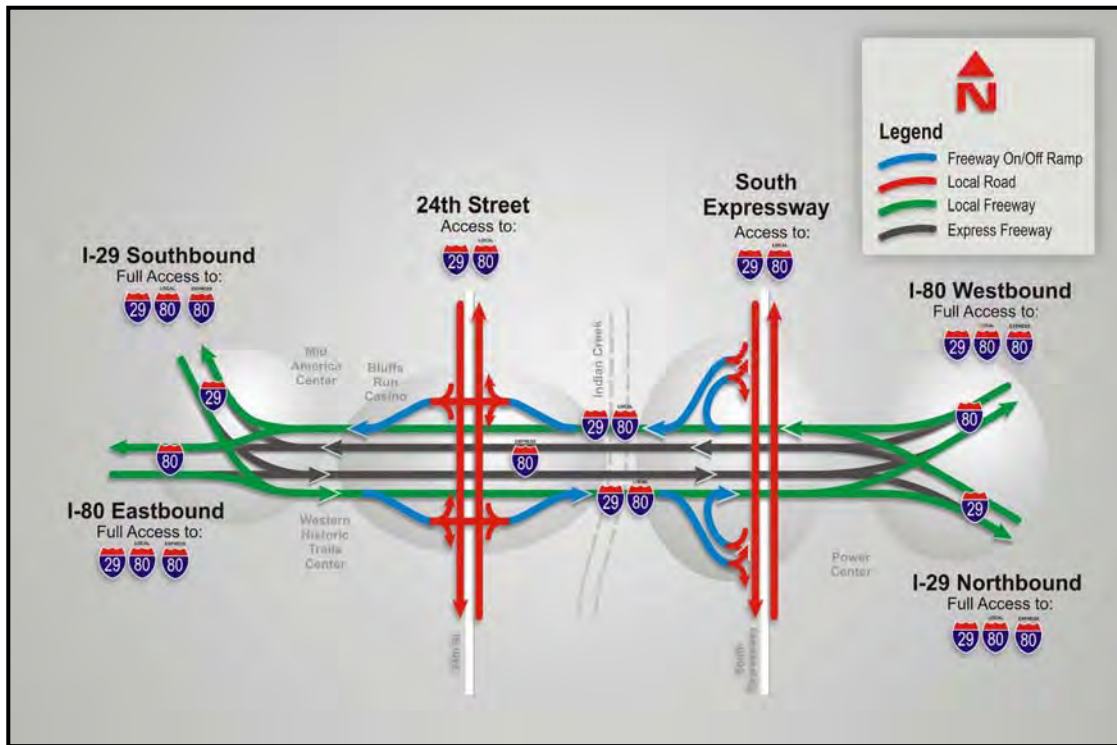 N
Legend
Freeway On/Off Ramp
Local Road
Local Freeway
Express Freeway
24th Street
Access to:
29
LOCAL
80
South
Expressway
Access to:
29
LOCAL
80
I-29 Southbound
Full Access to:
29
LOCAL
80
EXPRESS
80
I-80 Westbound
Full Access to:
29
LOCAL
80
EXPRESS
80
Mid
America
Center
Bluffs
Run
Casino
Indian Creek
29
29
LOCAL
80
80
80
EXPRESS
80
29
LOCAL
80
29
I-80 Eastbound
Full Access to:
29
LOCAL
80
EXPRESS
80
Western
Historic
Trails
Center
Power
Center
I-29 Northbound
Full Access to:
29
LOCAL
80
EXPRESS
80
24th St.
South
Expressway